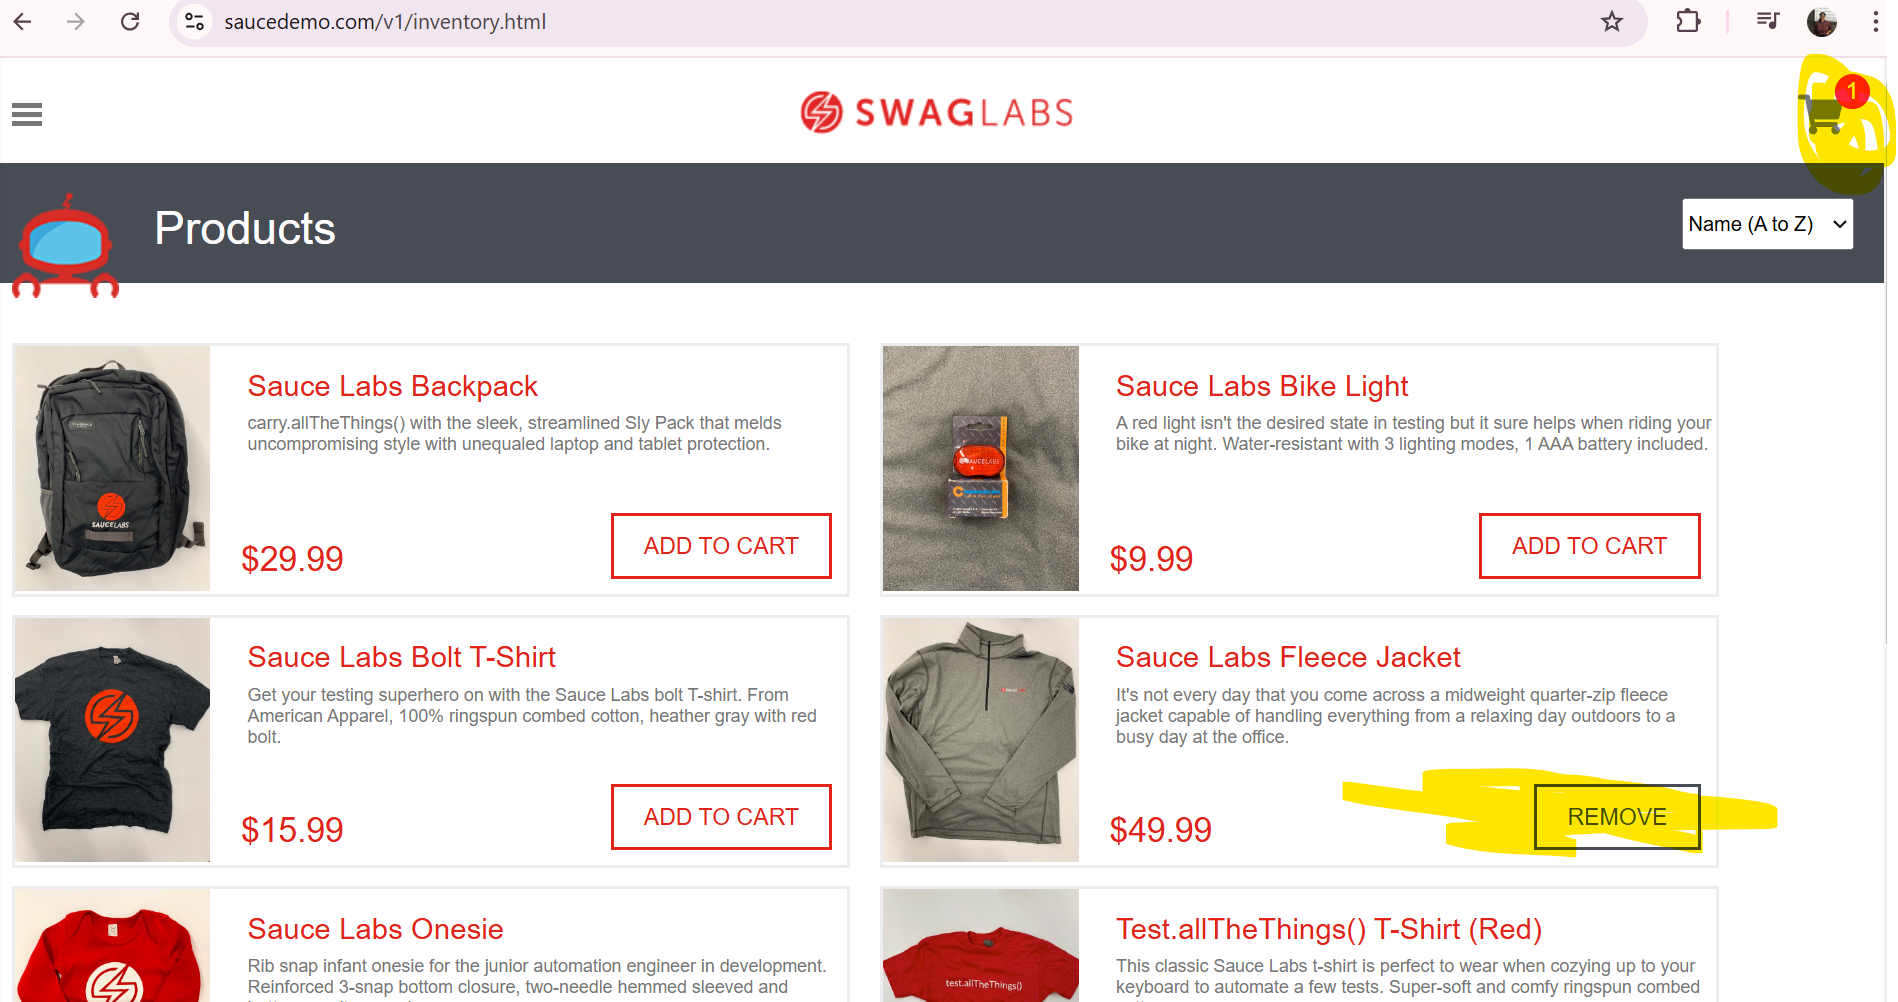 saucedemo.com/v1/inventory.html
SWAGLABS
1
Products
Name (A to Z)
Sauce Labs Backpack
carry.allTheThings() with the sleek, streamlined Sly Pack that melds
uncompromising style with unequaled laptop and tablet protection.
$29.99
ADD TO CART
SAUCELABS
Sauce Labs Bike Light
A red light isn't the desired state in testing but it sure helps when riding your
bike at night. Water-resistant with 3 lighting modes, 1 AAA battery included.
$9.99
ADD TO CART
SAUCELABS
Sauce Labs Bolt T-Shirt
Get your testing superhero on with the Sauce Labs bolt T-shirt. From
American Apparel, 100% ringspun combed cotton, heather gray with red
bolt.
$15.99
ADD TO CART
Sauce Labs Fleece Jacket
It's not every day that you come across a midweight quarter-zip fleece
jacket capable of handling everything from a relaxing day outdoors to a
busy day at the office.
$49.99
REMOVE
Sauce Labs Onesie
Rib snap infant onesie for the junior automation engineer in development.
Reinforced 3-snap bottom closure, two-needle hemmed sleeved and
Test.allTheThings() T-Shirt (Red)
This classic Sauce Labs t-shirt is perfect to wear when cozying up to your
keyboard to automate a few tests. Super-soft and comfy ringspun combed
test.allTheThings()